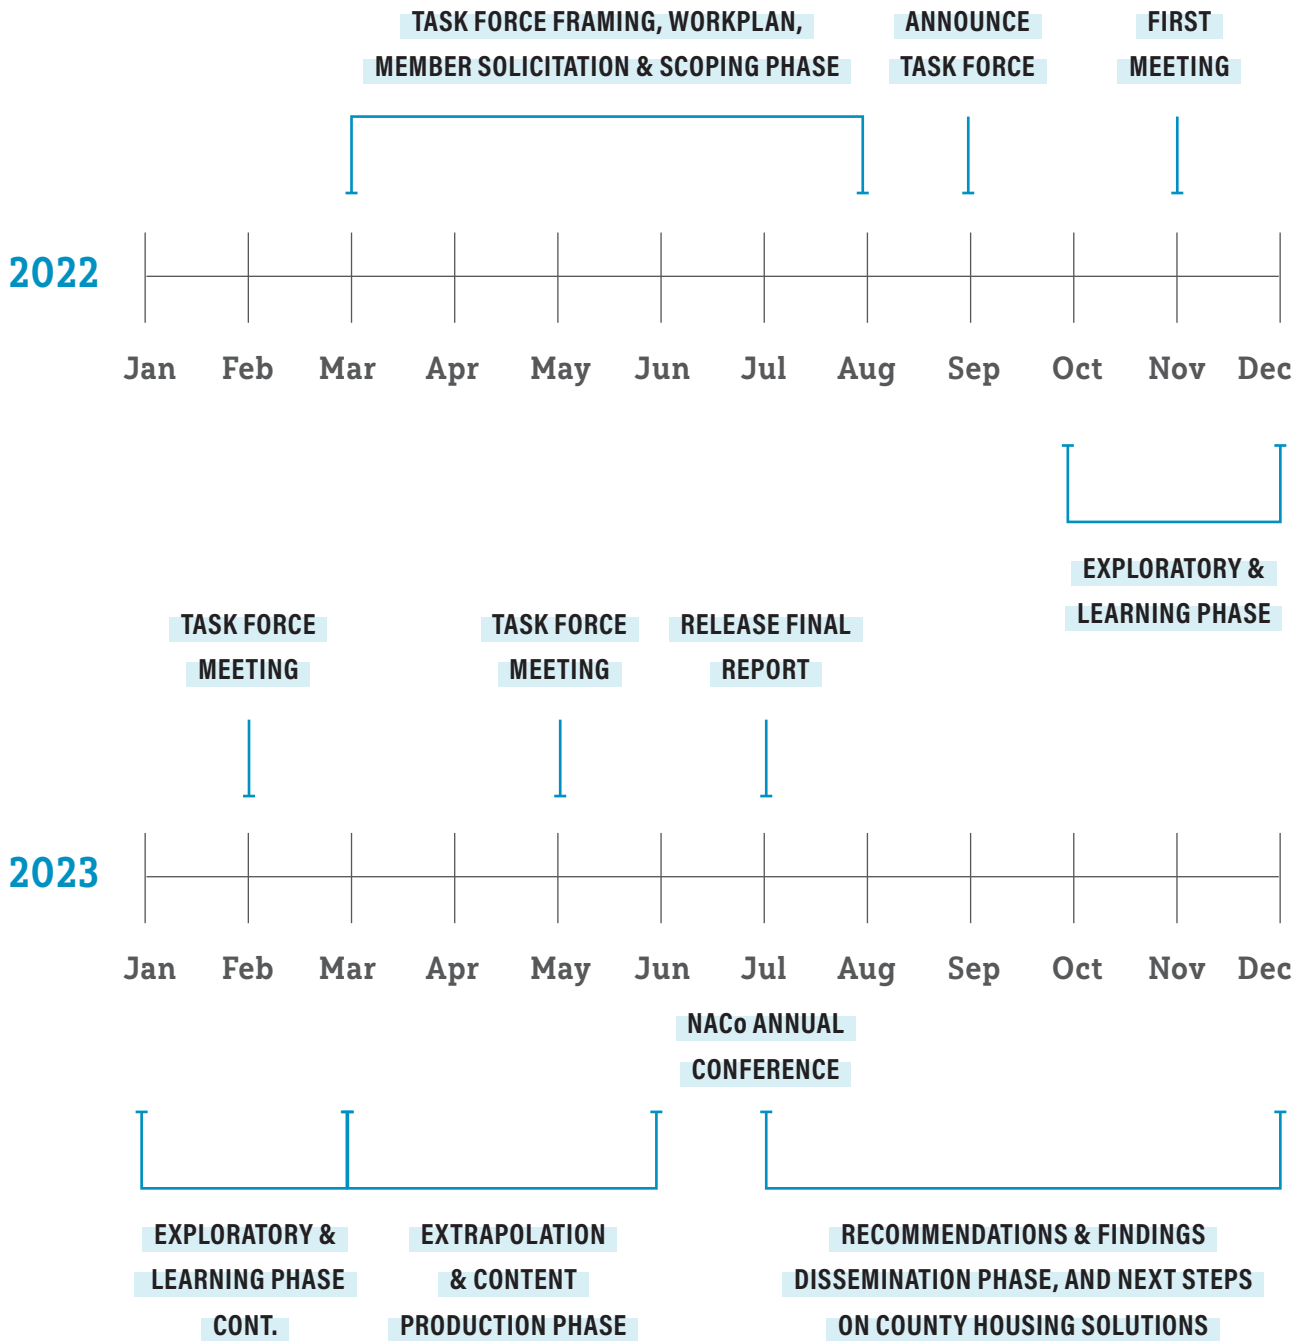 TASK FORCE FRAMING, WORKPLAN,
MEMBER SOLICITATION & SCOPING PHASE
ANNOUNCE
TASK FORCE
FIRST
MEETING
2022
Jan Feb Mar Apr May Jun Jul Aug Sep Oct Nov Dec
EXPLORATORY &
LEARNING PHASE
TASK FORCE
MEETING
TASK FORCE
MEETING
RELEASE FINAL
REPORT
2023
Jan Feb Mar Apr May Jun Jul Aug Sep Oct Nov Dec
NACo ANNUAL
CONFERENCE
EXPLORATORY &
LEARNING PHASE
CONT.
EXTRAPOLATION
& CONTENT
PRODUCTION PHASE
RECOMMENDATIONS & FINDINGS
DISSEMINATION PHASE, AND NEXT STEPS
ON COUNTY HOUSING SOLUTIONS